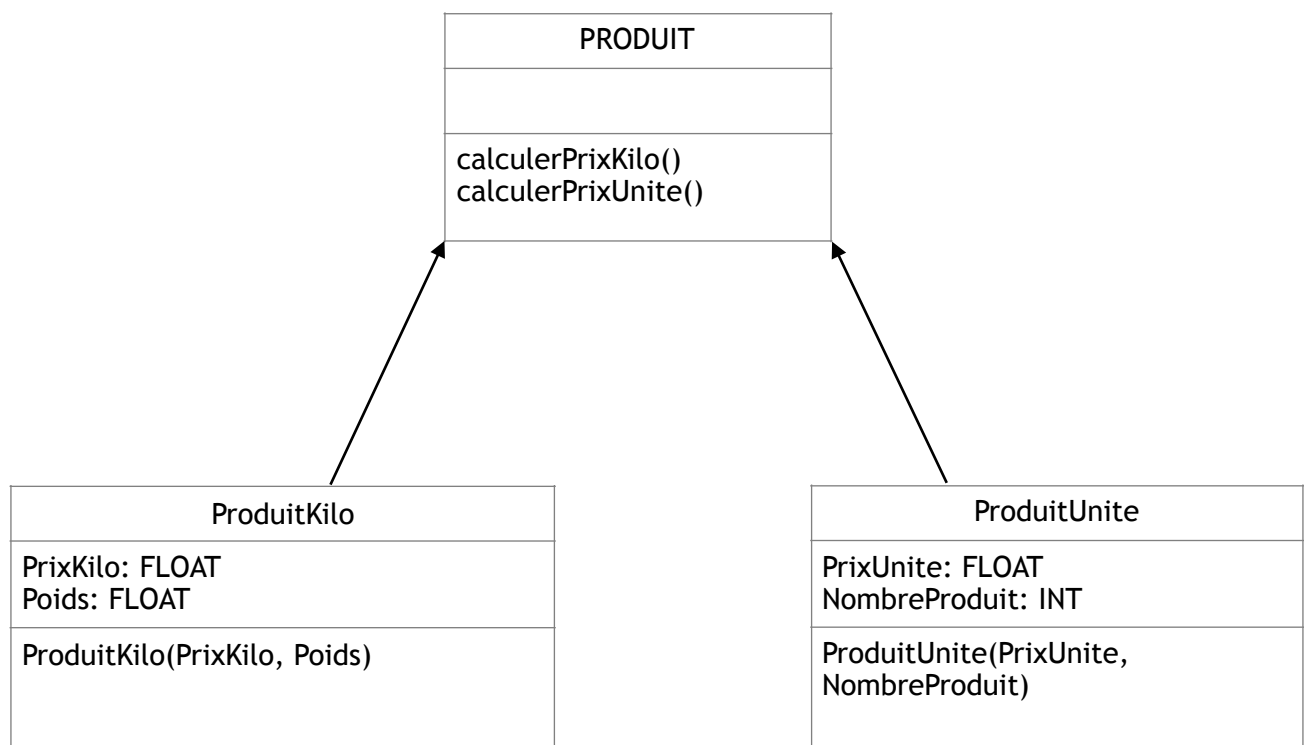 PRODUIT
calculerPrixKilo()
calculerPrixUnite()
ProduitKilo
PrixKilo: FLOAT
Poids: FLOAT
ProduitKilo(PrixKilo, Poids)
ProduitUnite
PrixUnite: FLOAT
NombreProduit: INT
ProduitUnite(PrixUnite,
NombreProduit)